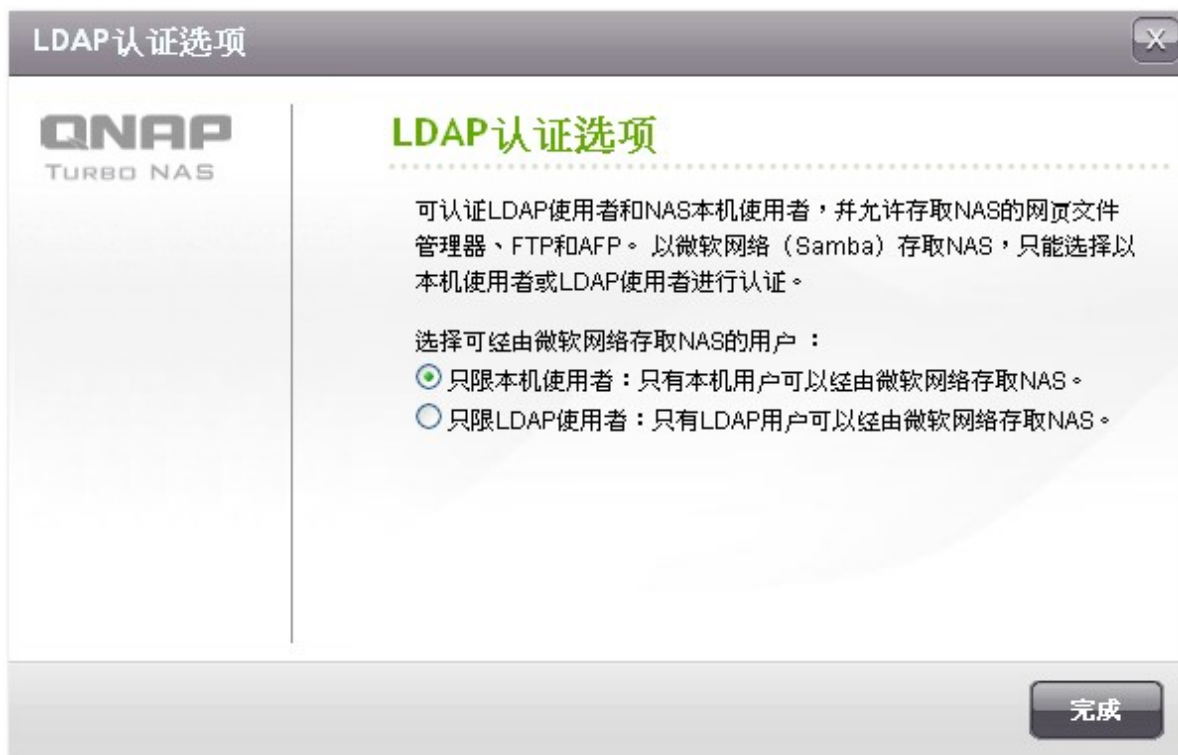 LDAP认证选项
X
QNAP
TURBO NAS
LDAP认证选项
可认证LDAP使用者和NAS本机使用者，并允许存取NAS的网页文件
管理器、FTP和AFP。 以微软网络（Samba）存取NAS，只能选择以
本机使用者或LDAP使用者进行认证。
选择可经由微软网络存取NAS的用户：
只限本机使用者：只有本机用户可以经由微软网络存取NAS。
只限LDAP使用者：只有LDAP用户可以经由微软网络存取NAS。
完成